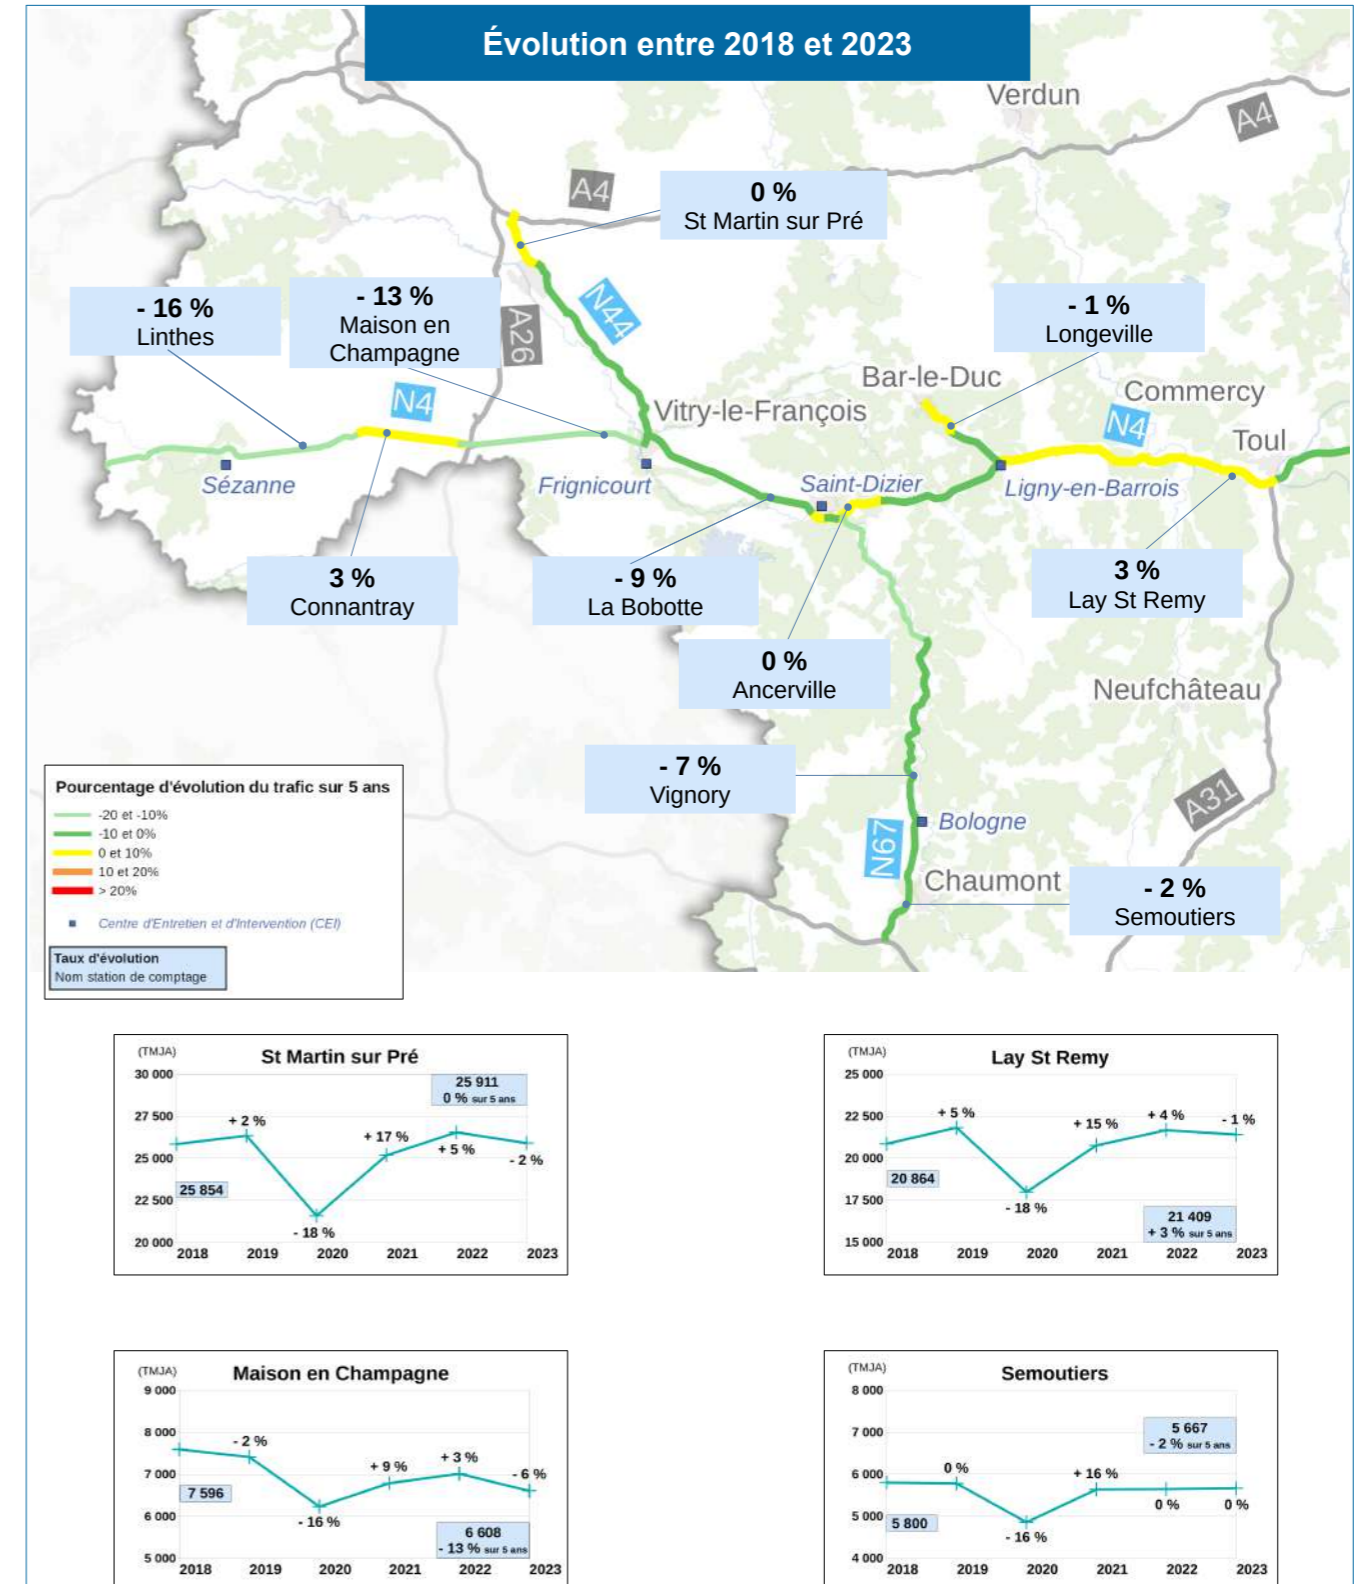 Évolution entre 2018 et 2023
Verdun
A4
A4
0 %
St Martin sur Pré
- 16 %
Linthes
- 13 %
Maison en
Champagne
N44
A26
- 1 %
Longeville
Bar-le-Duc
Commercy
N4
N4
Vitry-le-François
Toul
Sézanne
Frignicourt
Saint-Dizier
Ligny-en-Barrois
3 %
Connantray
- 9 %
La Bobotte
3 %
Lay St Remy
0 %
Ancerville
Neufchâteau
- 7 %
Vignory
A31
Bologne
N67
Chaumont
- 2 %
Semoutiers
Pourcentage d'évolution du trafic sur 5 ans
-20 et -10%
-10 et 0%
0 et 10%
10 et 20%
> 20%
Centre d'Entretien et d'Intervention (CEI)
Taux d'évolution
Nom station de comptage
(TMJA)
St Martin sur Pré
30 000
27 500
25 000
22 500
20 000
25 911
0 % sur 5 ans
+ 2 %
+ 17 %
+ 5 %
- 2 %
25 854
- 18 %
2018 2019 2020 2021 2022 2023
(TMJA)
Lay St Remy
25 000
22 500
20 000
17 500
15 000
+ 5 %
+ 15 %
+ 4 %
- 1 %
20 864
- 18 %
21 409
+ 3 % sur 5 ans
2018 2019 2020 2021 2022 2023
(TMJA)
Maison en Champagne
9 000
8 000
7 000
6 000
5 000
- 2 %
+ 9 %
+ 3 %
- 6 %
7 596
- 16 %
6 608
- 13 % sur 5 ans
2018 2019 2020 2021 2022 2023
(TMJA)
Semoutiers
8 000
7 000
6 000
5 000
4 000
5 667
- 2 % sur 5 ans
0 %
+ 16 %
0 %
0 %
5 800
- 16 %
2018 2019 2020 2021 2022 2023